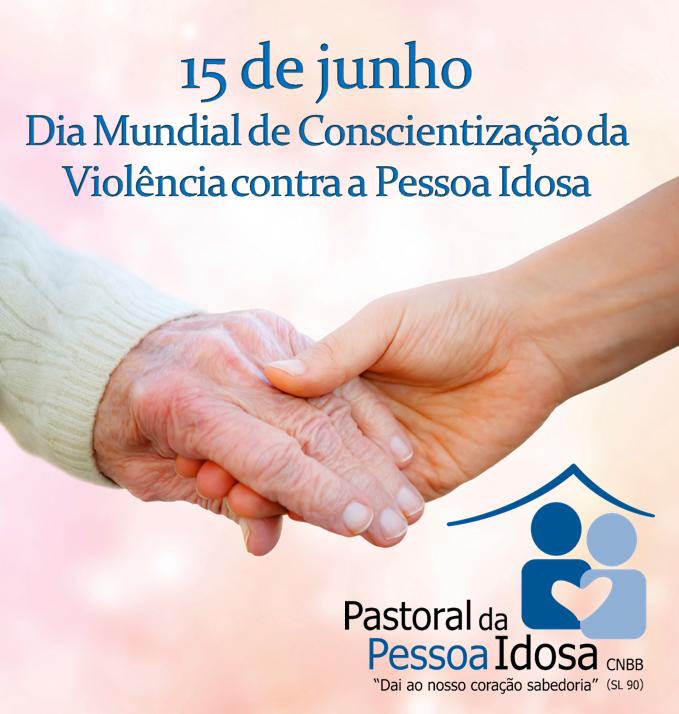 15 de junho
Dia Mundial de Conscientização da
Violência contra a Pessoa Idosa
Pastoral da
Pessoa Idosa CNBB
"Dai ao nosso coração sabedoria" (SL 90)